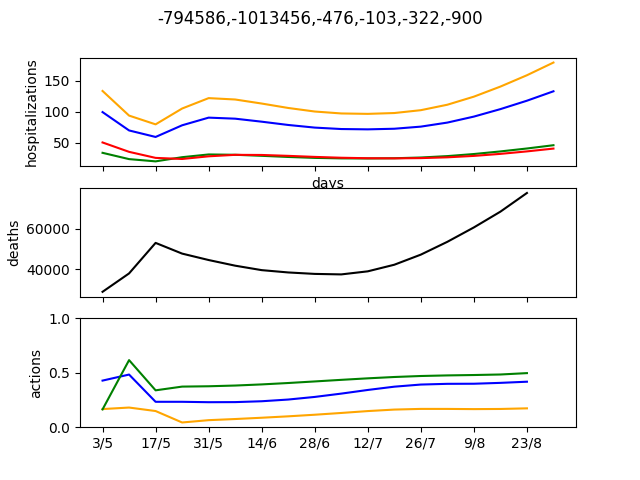 -794586,-1013456,-476,-103,-322,-900
hospitalizations
150
100
50
days
deaths
60000
40000
actions
1.0
0.5
0.0
3/5 17/5 31/5 14/6 28/6 12/7 26/7 9/8 23/8